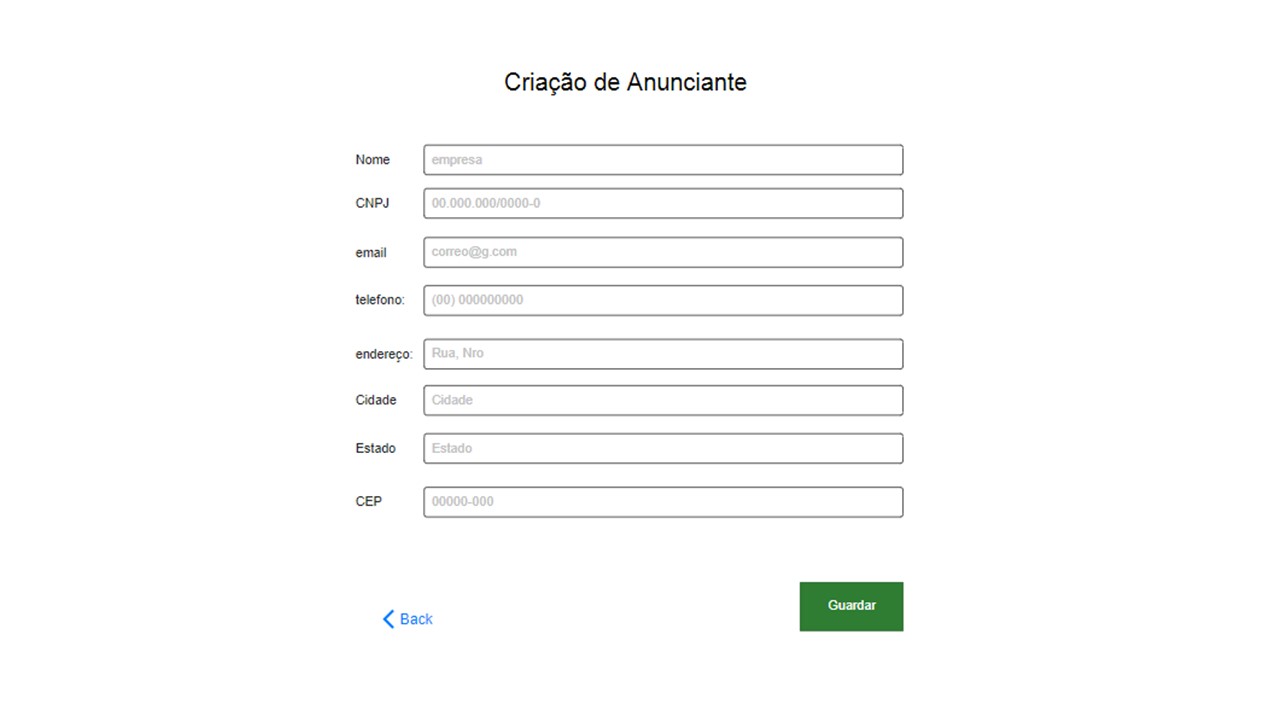 Criação de Anunciante
Nome empresa
CNPJ 00.000.000/0000-0
email correo@g.com
telefono: (00) 000000000
endereço: Rua, Nro
Cidade Cidade
Estado Estado
CEP 00000-000
Back
Guardar